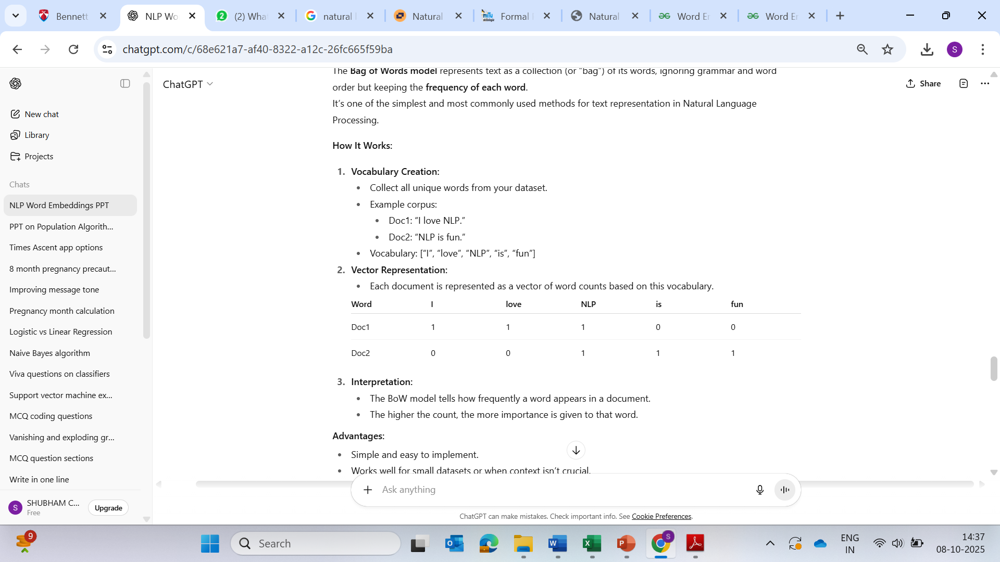 Bennett
NLP Wo
(2) What
natural
Natural
Formal
Natural
Word Em
Word Em
chatgpt.com/c/68e621a7-af40-8322-a12c-26fc665f59ba
S
ChatGPT
Share
New chat
Library
Projects
Chats
NLP Word Embeddings PPT
PPT on Population Algorith...
Times Ascent app options
8 month pregnancy precaut...
Improving message tone
Pregnancy month calculation
Logistic vs Linear Regression
Naive Bayes algorithm
Viva questions on classifiers
Support vector machine ex...
MCQ coding questions
Vanishing and exploding gr...
MCQ question sections
Write in one line
S
SHUBHAM C...
Free
Upgrade
The Bag of Words model represents text as a collection (or “bag”) of its words, ignoring grammar and word
order but keeping the frequency of each word.
It’s one of the simplest and most commonly used methods for text representation in Natural Language
Processing.
How It Works:
1. Vocabulary Creation:
• Collect all unique words from your dataset.
• Example corpus:
• Doc1: “I love NLP.”
• Doc2: “NLP is fun.”
• Vocabulary: [“I”, “love”, “NLP”, “is”, “fun”]
2. Vector Representation:
• Each document is represented as a vector of word counts based on this vocabulary.
Word I love NLP is fun
Doc1 1 1 1 0 0
Doc2 0 0 1 1 1
3. Interpretation:
• The BoW model tells how frequently a word appears in a document.
• The higher the count, the more importance is given to that word.
Advantages:
• Simple and easy to implement.
• Works well for small datasets or when context isn’t crucial.
Ask anything
ChatGPT can make mistakes. Check important info. See Cookie Preferences.
9
Search
ENG
IN
14:37
08-10-2025